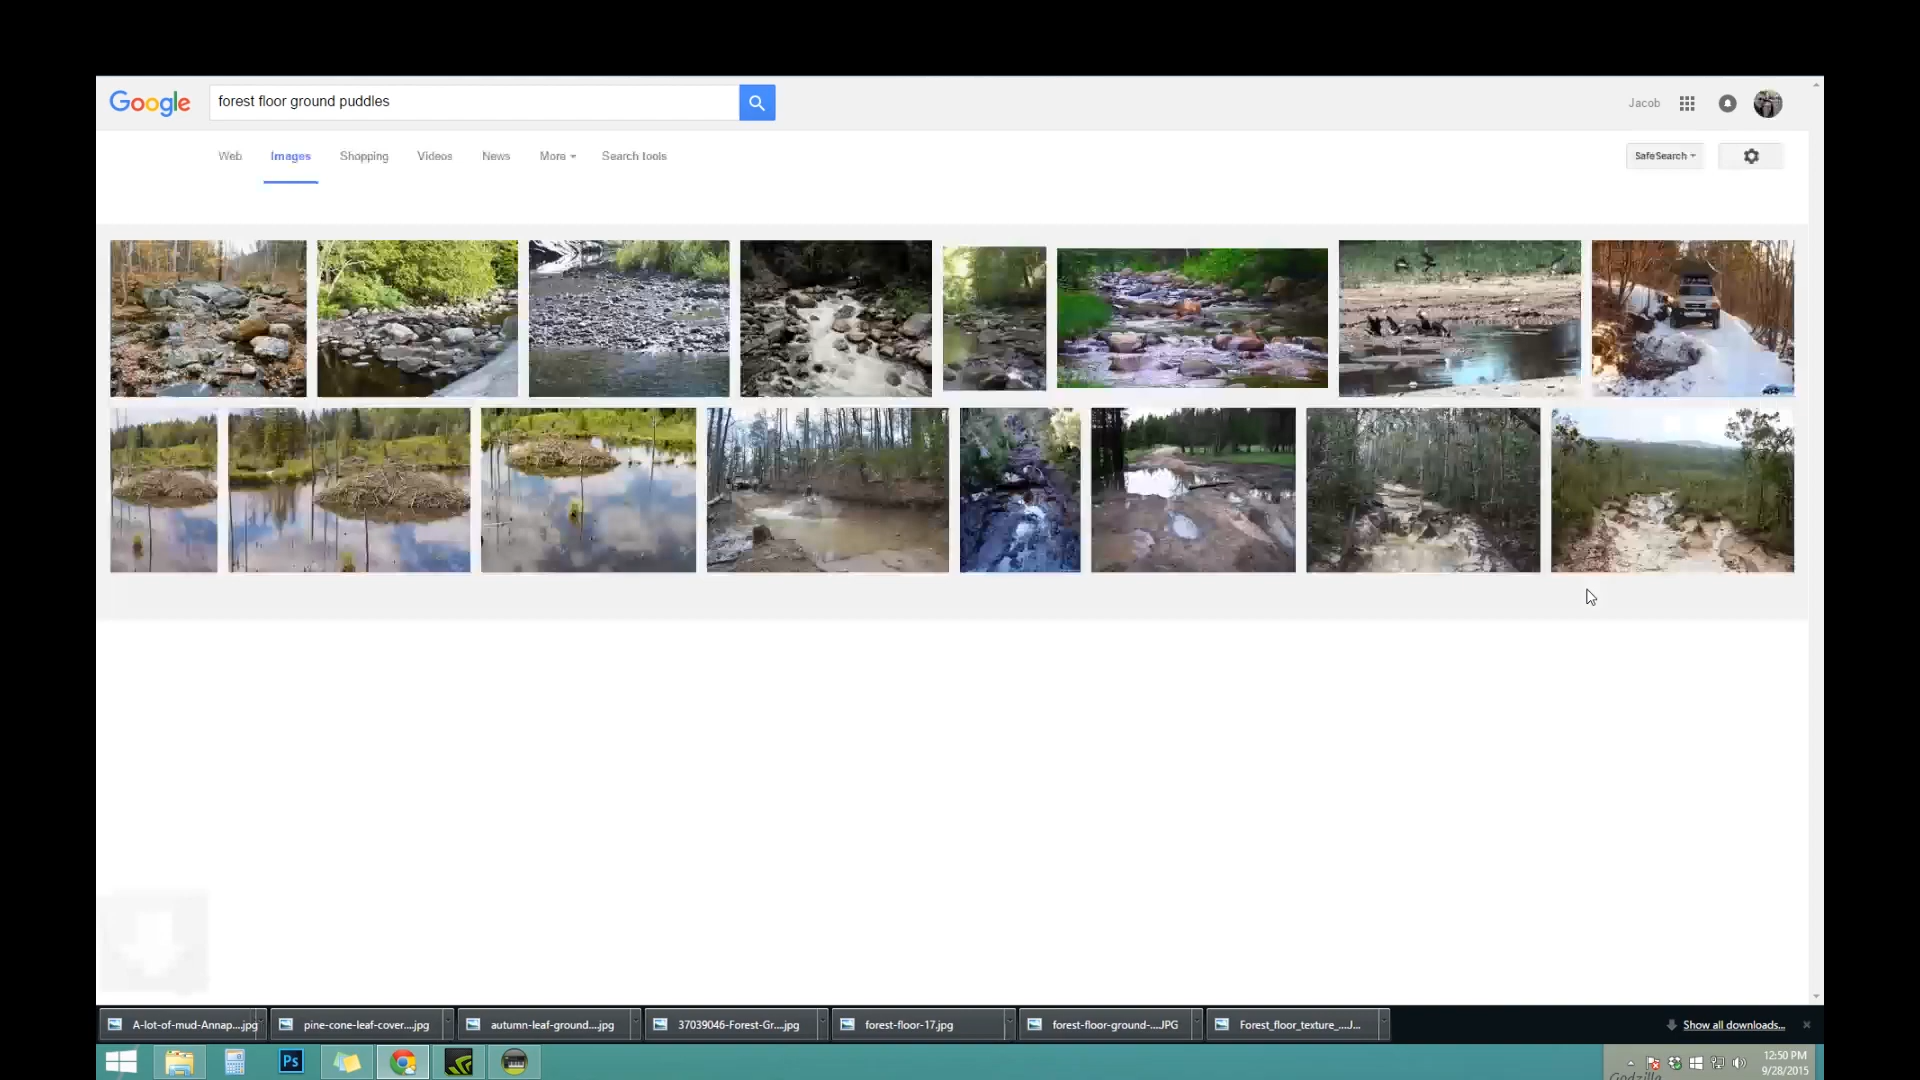 Google
forest floor ground puddles
Jacob
Web Images Shopping Videos News More Search tools
SafeSearch
A-lot-of-mud-Annap....jpg
pine-cone-leaf-cover....jpg
autumn-leaf-ground....jpg
37039046-Forest-Gr....jpg
forest-floor-17.jpg
forest-floor-ground-....JPG
Forest_floor_texture_....J...
Show all downloads...
Ps
12:50 PM
9/28/2015
Godzilla